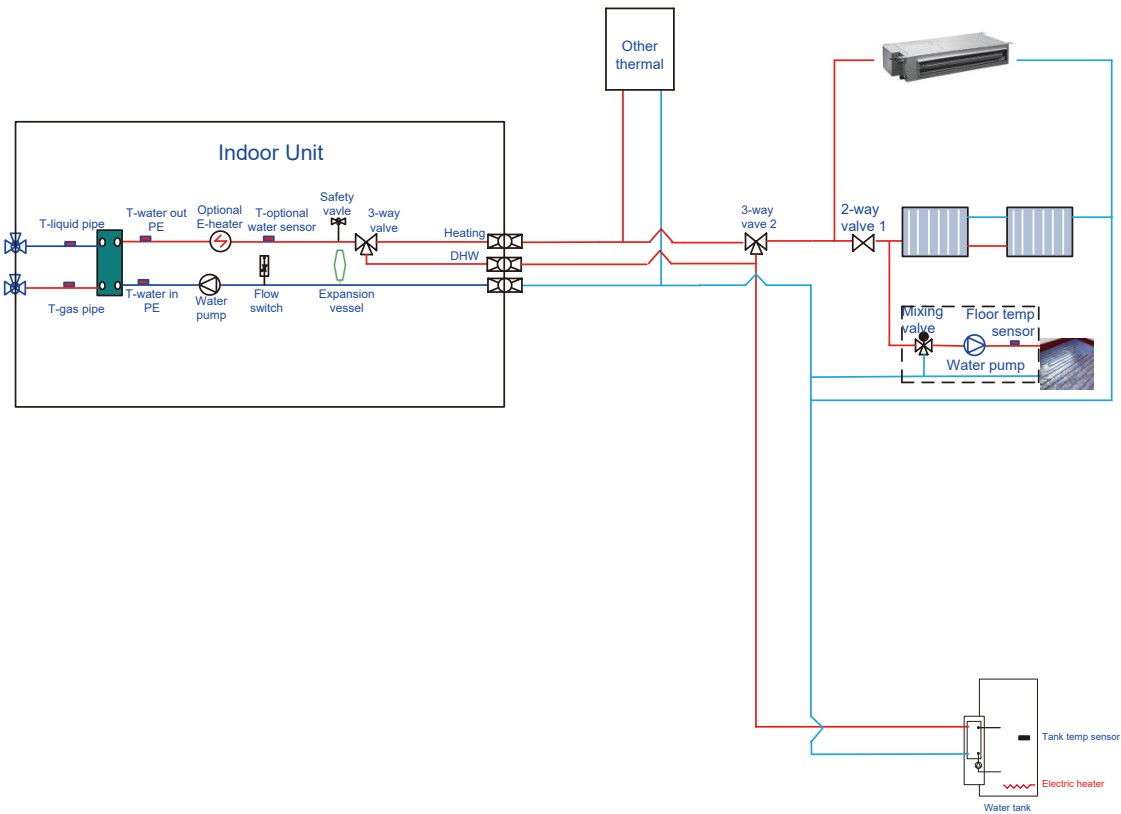 Other
thermal
Indoor Unit
Safety
vavle
T-water out
PE
Optional
E-heater
T-optional
water sensor
3-way
valve
T-liquid pipe
Heating
DHW
3-way
vave 2
2-way
valve 1
T-gas pipe
T-water in
PE
Water
pump
Flow
switch
Expansion
vessel
Mixing
valve
Floor temp
sensor
Water pump
Tank temp sensor
Electric heater
Water tank